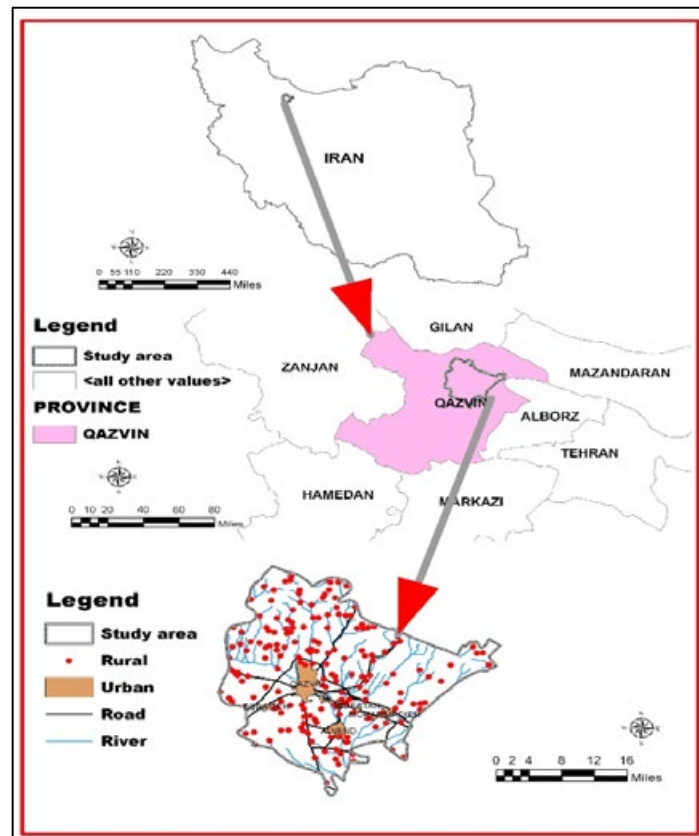 IRAN
0 55 110 220 330 440
Miles
GILAN
Legend
Study area
<all other values>
PROVINCE
QAZVIN
ZANJAN
MAZANDARAN
QAZVIN
ALBORZ
TEHRAN
HAMEDAN
MARKAZI
0 10 20 40 60 80
Miles
Legend
Study area
Rural
Urban
Road
River
0 2 4 8 12 16
Miles